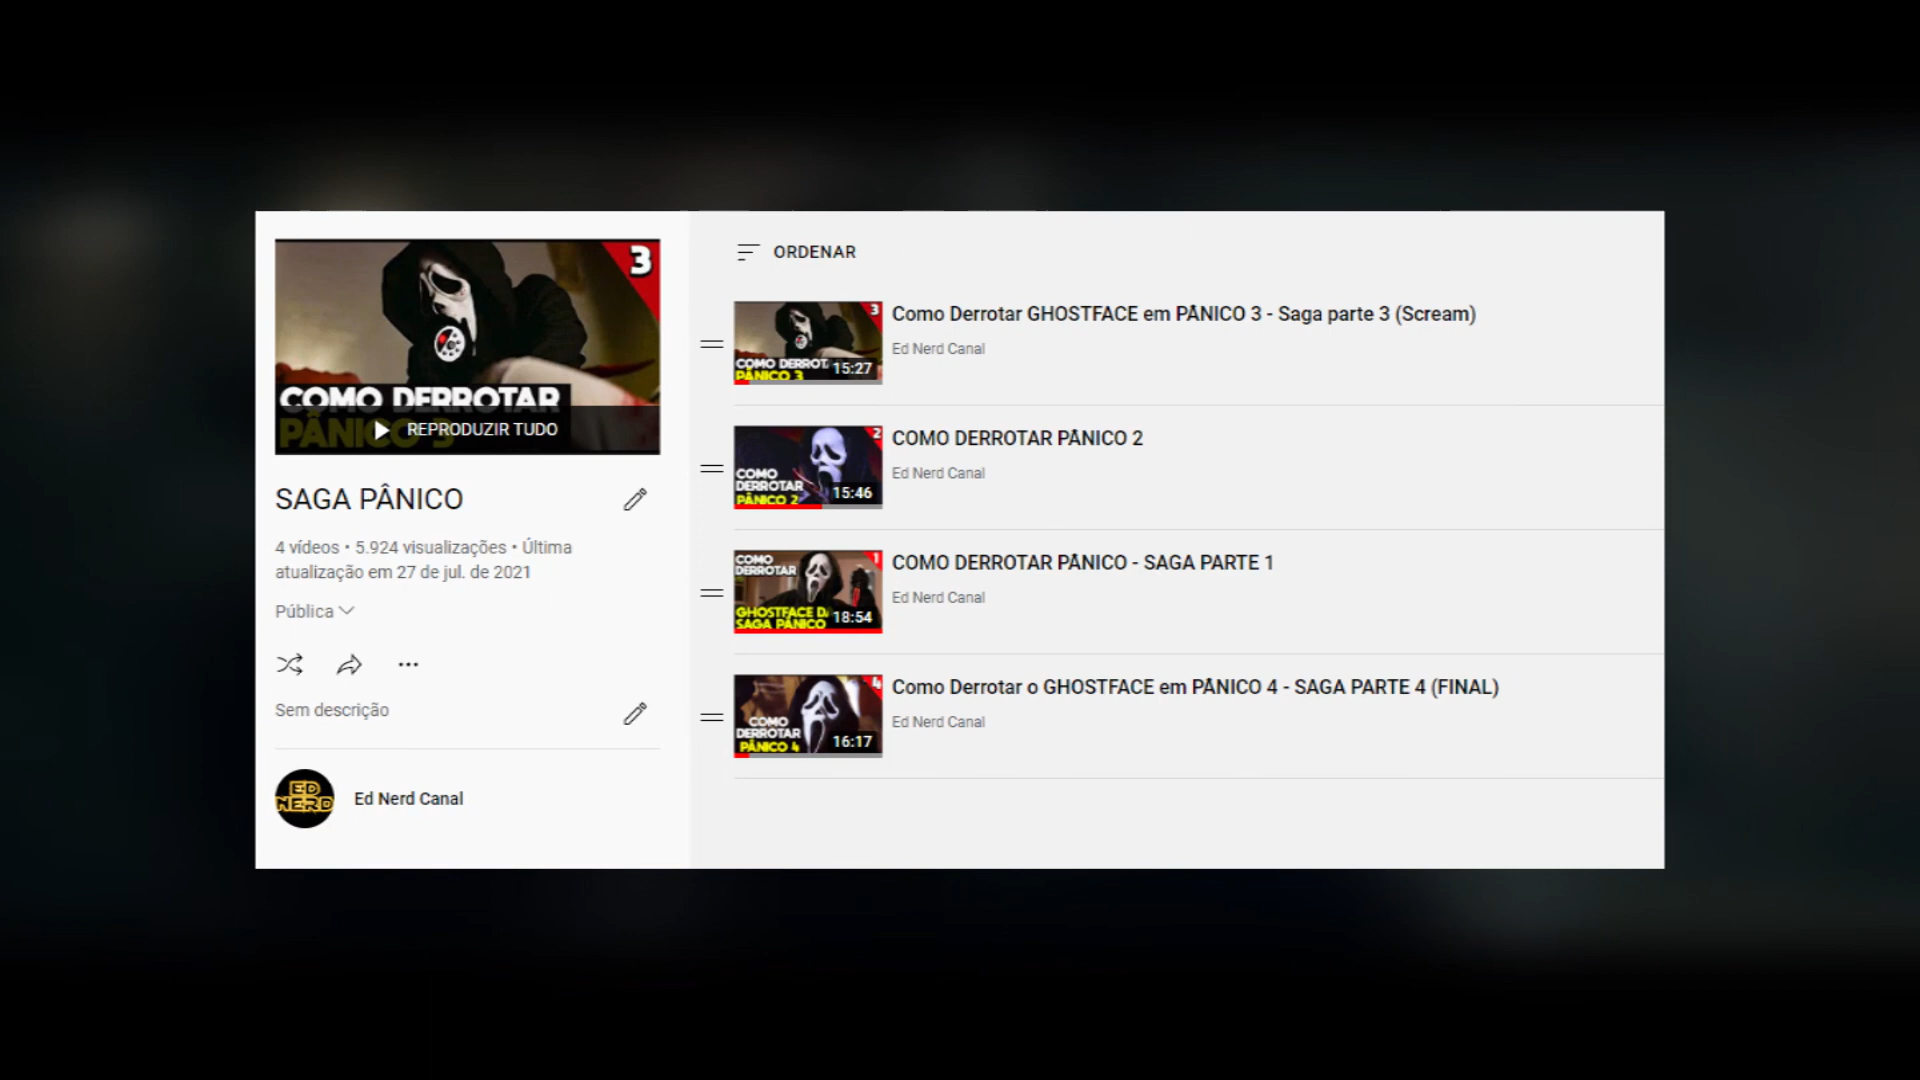 3
COMO DERROTAR
PÂNICO 3
REPRODUZIR TUDO
SAGA PÂNICO
4 vídeos • 5.924 visualizações • Última
atualização em 27 de jul. de 2021
Pública
Sem descrição
ED
NERD
Ed Nerd Canal
ORDENAR
3
COMO DERROT
PÂNICO 3
15:27
Como Derrotar GHOSTFACE em PÂNICO 3 - Saga parte 3 (Scream)
Ed Nerd Canal
2
COMO
DERROTAR
PÂNICO 2
15:46
COMO DERROTAR PÂNICO 2
Ed Nerd Canal
COMO
DERROTAR
1
GHOSTFACE DA
SAGA PÂNICO
18:54
COMO DERROTAR PÂNICO - SAGA PARTE 1
Ed Nerd Canal
4
COMO
DERROTAR
PÂNICO 4
16:17
Como Derrotar o GHOSTFACE em PÂNICO 4 - SAGA PARTE 4 (FINAL)
Ed Nerd Canal